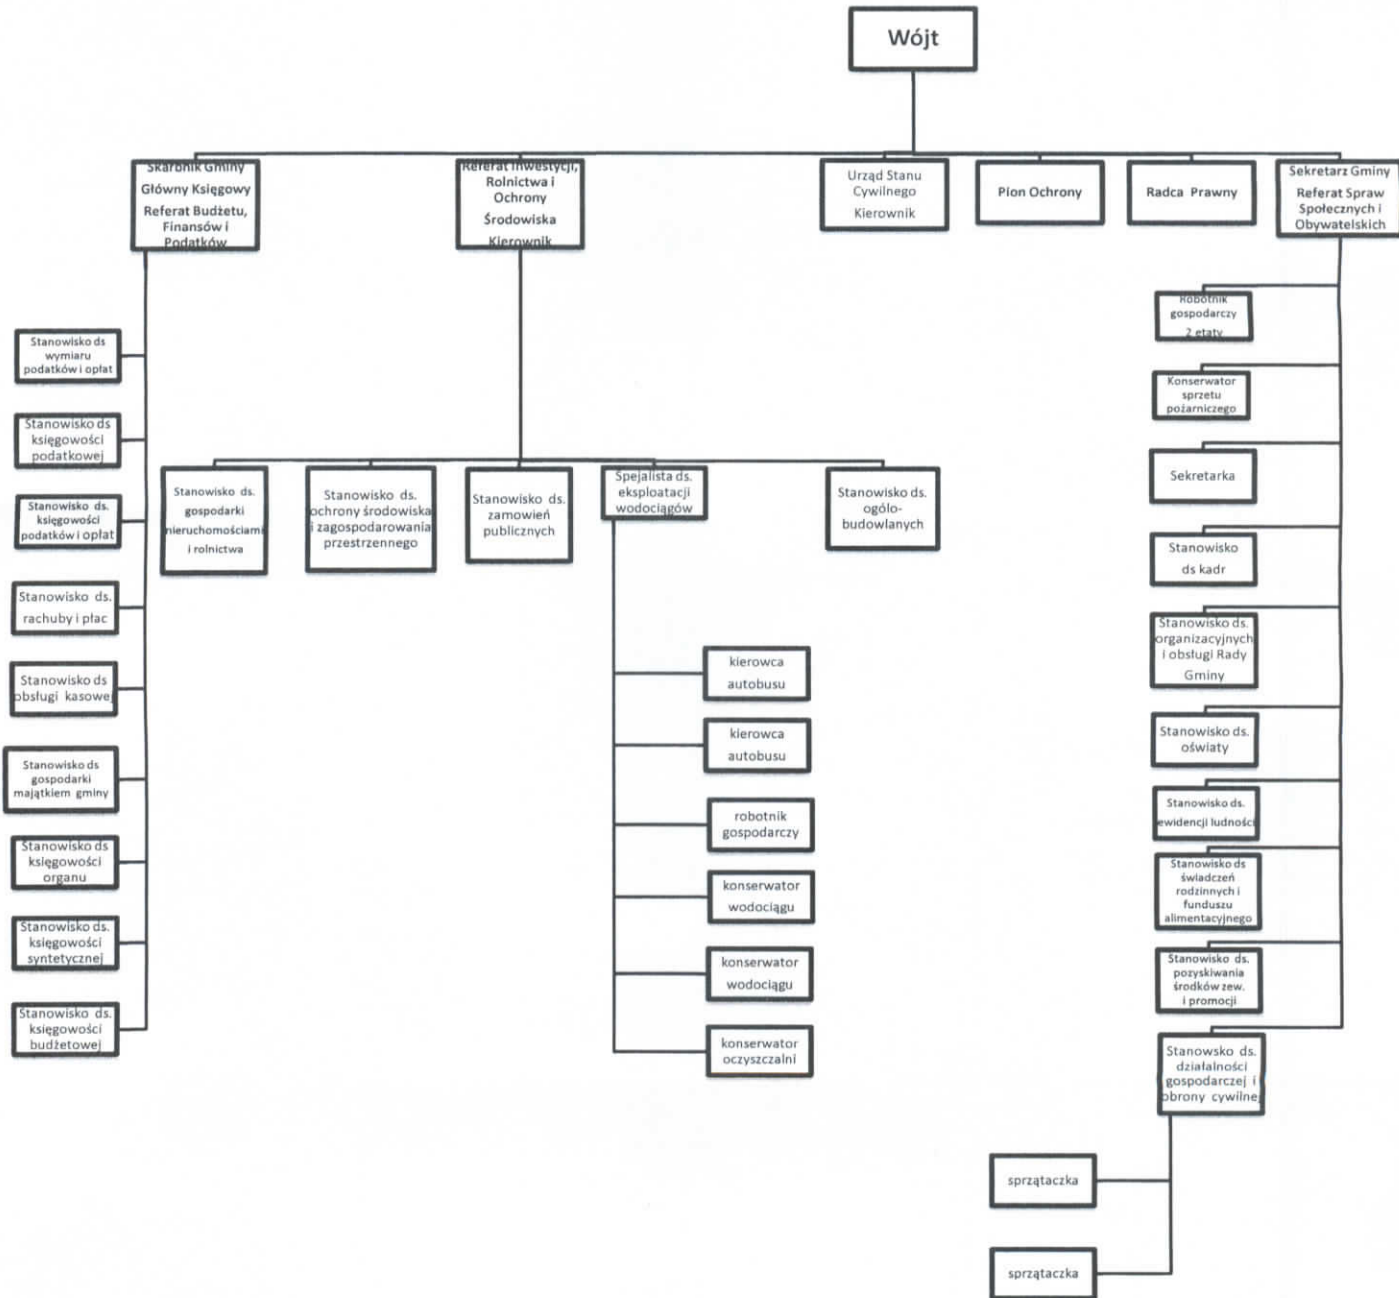 Wójt
Skarbnik Gminy
Główny Księgowy
Referat Budżetu,
Finansów i
Podatków
Referat Inwestycji,
Rolnictwa i
Ochrony
Środowiska
Kierownik
Urząd Stanu
Cywilnego
Kierownik
Pion Ochrony
Radca Prawny
Sekretarz Gminy
Referat Spraw
Społecznych i
Obywatelskich
Stanowisko ds
wymiaru
podatków i opłat
Stanowisko ds
księgowości
podatkowej
Stanowisko ds.
księgowości
podatków i opłat
Stanowisko ds.
rachuby i płac
Stanowisko ds
obsługi kasowej
Stanowisko ds
gospodarki
majątkiem gminy
Stanowisko ds
księgowości
organu
Stanowisko ds.
księgowości
syntetycznej
Stanowisko ds.
księgowości
budżetowej
Stanowisko ds.
gospodarki
nieruchomościami
i rolnictwa
Stanowisko ds.
ochrony środowiska
i zagospodarowania
przestrzennego
Stanowisko ds.
zamowień
publicznych
Spejalista ds.
eksploatacji
wodociągów
Stanowisko ds.
ogólo-
budowlanych
kierowca
autobusu
kierowca
autobusu
robotnik
gospodarczy
konserwator
wodociągu
konserwator
wodociągu
konserwator
oczyszczalni
Robotnik
gospodarczy
2 etaty
Konserwator
sprzetu
pożarniczego
Sekretarka
Stanowisko
ds kadr
Stanowisko ds.
organizacyjnych
i obsługi Rady
Gminy
Stanowisko ds.
oświaty
Stanowisko ds.
ewidencji ludności
Stanowisko ds
świadczeń
rodzinnych i
funduszu
alimentacyjnego
Stanowisko ds.
pozyskiwania
środków zew.
i promocji
Stanowsko ds.
działalności
gospodarczej i
obrony cywilnej
sprzątaczka
sprzątaczka